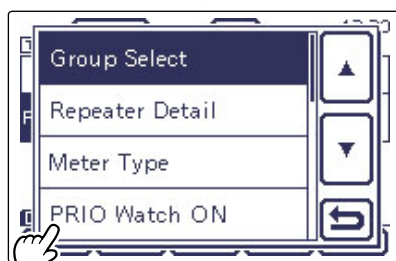 Group Select
Repeater Detail
Meter Type
PRIO Watch ON